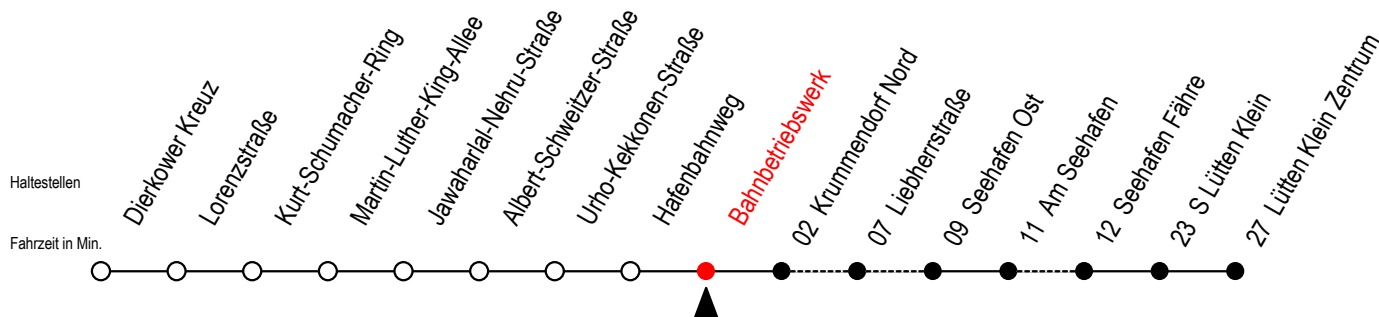 Haltestellen
Fahrzeit in Min.
Dierkower Kreuz
Lorenzstraße
Kurt-Schumacher-Ring
Martin-Luther-King-Allee
Jawaharlal-Nehru-Straße
Albert-Schweitzer-Straße
Urho-Kekkonen-Straße
Hafenbahnweg
Bahnbetriebswerk
02 Krummendorf Nord
07 Liebherrstraße
09 Seehafen Ost
11 Am Seehafen
12 Seehafen Fähre
23 S Lütten Klein
27 Lütten Klein Zentrum